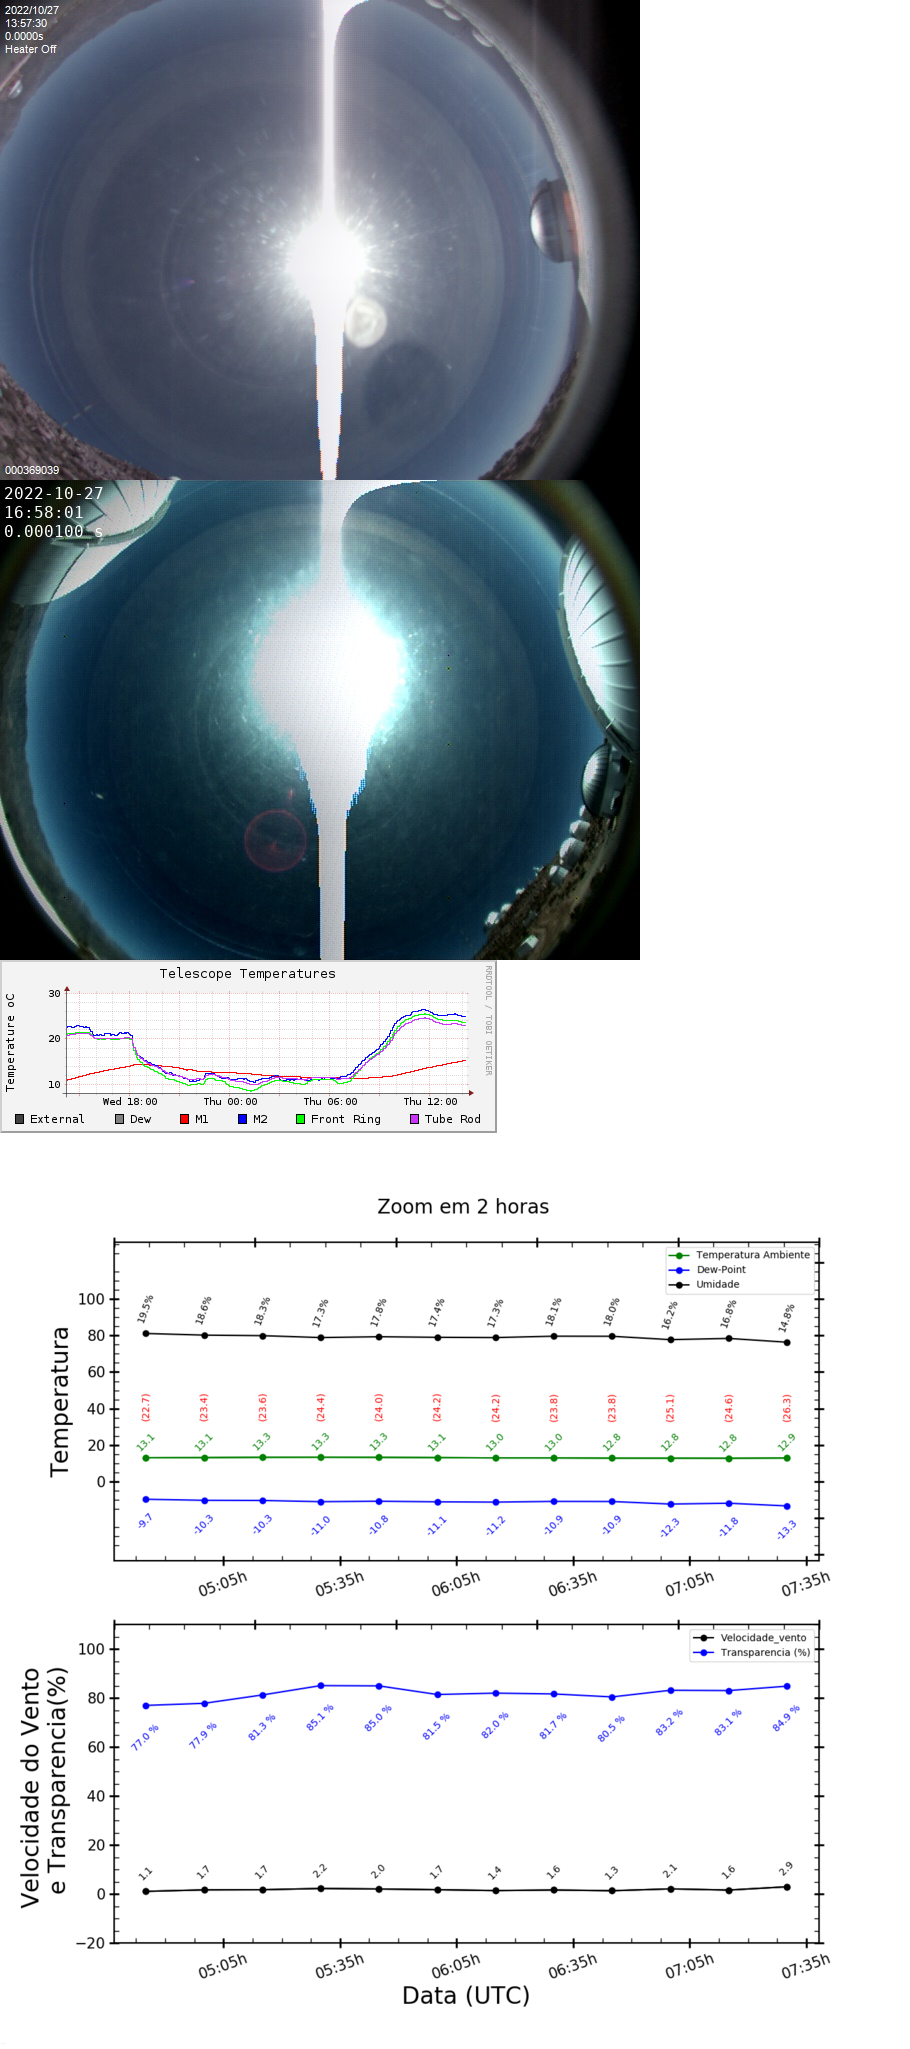 2022/10/27
13:57:30
0.0000s
Heater Off
000369039
2022-10-27
16:58:01
0.000100 s
Telescope Temperatures
RRDTOOL / TOBI OETIKER
Temperature oC
30
20
10
Wed 18:00 Thu 00:00 Thu 06:00 Thu 12:00
External Dew M1 M2 Front Ring Tube Rod
Zoom em 2 horas
Temperatura Ambiente
Dew-Point
Umidade
Temperatura
100
80
60
40
20
0
19.5% 18.6% 18.3% 17.3% 17.8% 17.4% 17.3% 18.1% 18.0% 16.2% 16.8% 14.8%
(22.7) (23.4) (23.6) (24.4) (24.0) (24.2) (24.2) (23.8) (23.8) (25.1) (24.6) (26.3)
13.1 13.1 13.3 13.3 13.3 13.1 13.0 13.0 12.8 12.8 12.8 12.9
-9.7 -10.3 -10.3 -11.0 -10.8 -11.1 -11.2 -10.9 -10.9 -12.3 -11.8 -13.3
05:05h 05:35h 06:05h 06:35h 07:05h 07:35h
Velocidade_vento
Transparencia (%)
Velocidade do Vento
e Transparencia(%)
100
80
60
40
20
0
−20
77.0 % 77.9 % 81.3 % 85.1 % 85.0 % 81.5 % 82.0 % 81.7 % 80.5 % 83.2 % 83.1 % 84.9 %
1.1 1.7 1.7 2.2 2.0 1.7 1.4 1.6 1.3 2.1 1.6 2.9
05:05h 05:35h 06:05h 06:35h 07:05h 07:35h
Data (UTC)